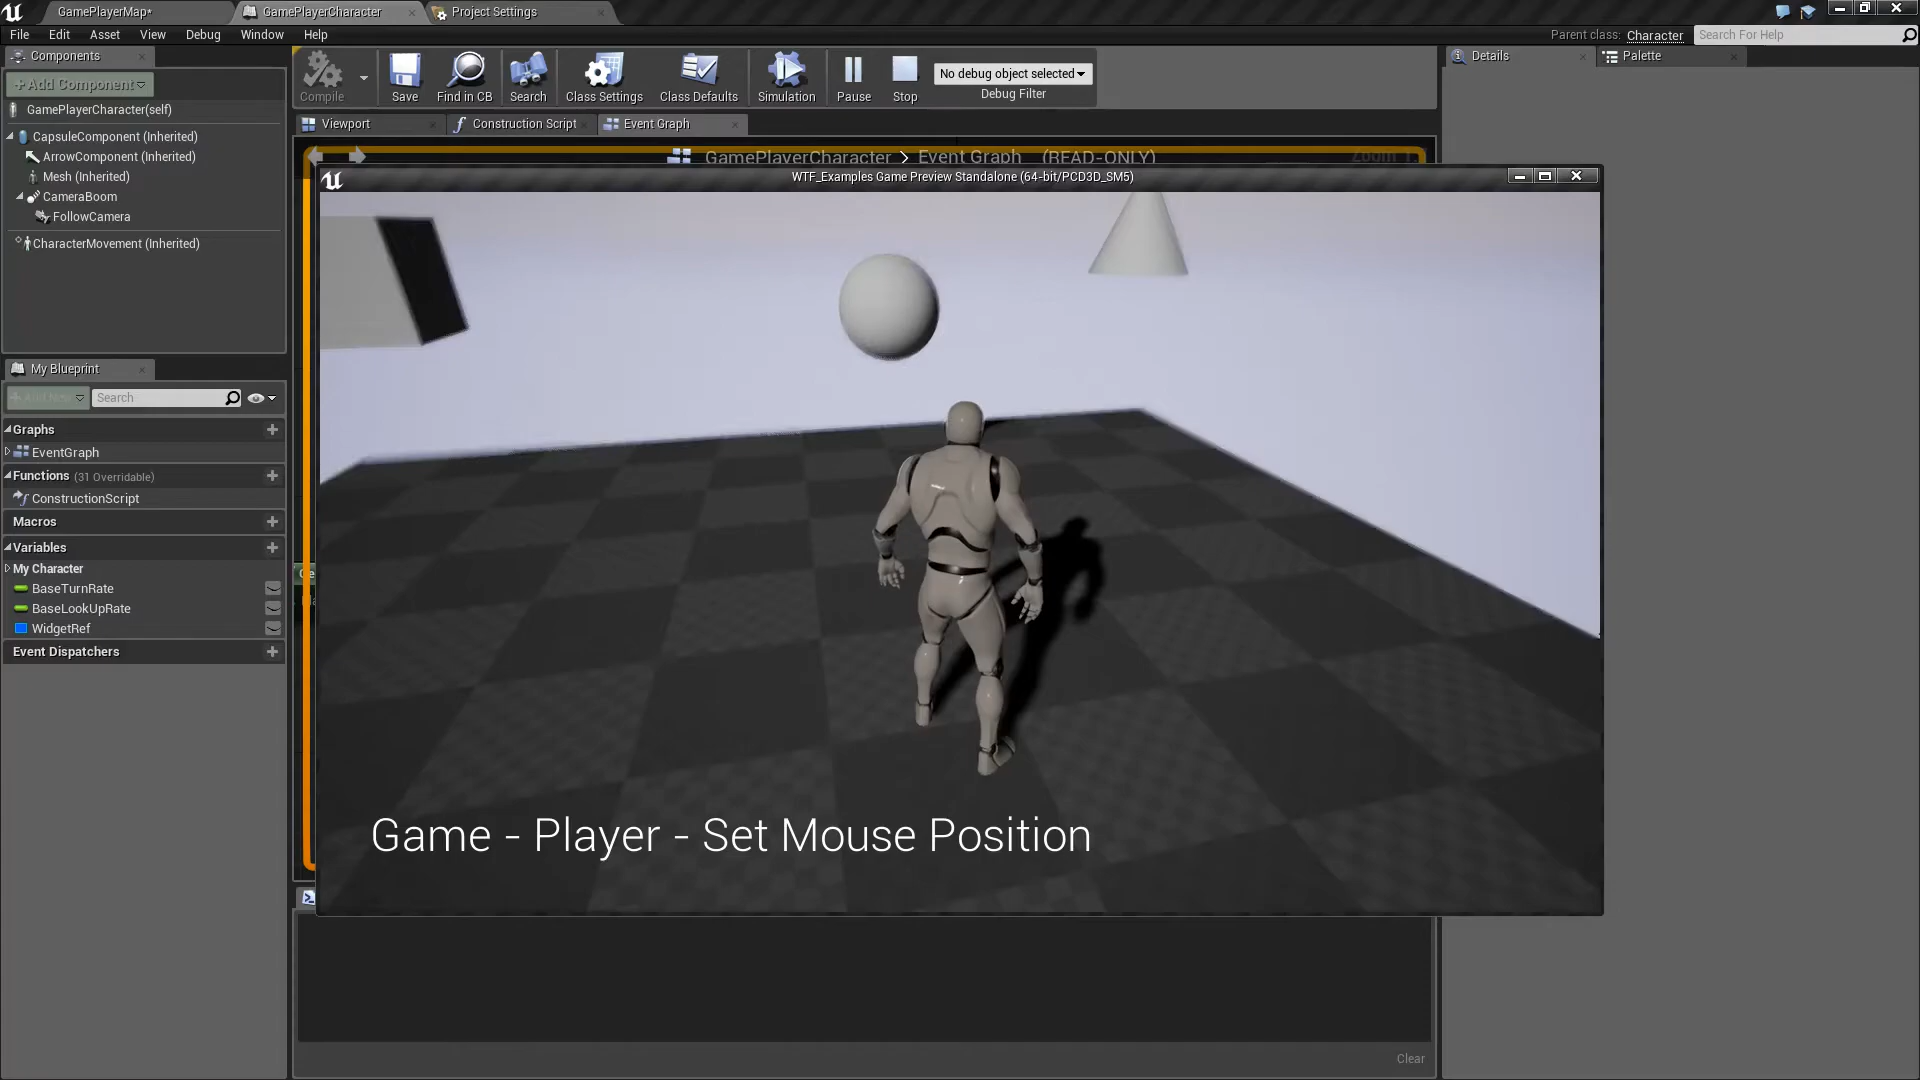 GamePlayerMap*
GamePlayerCharacter
Project Settings
File Edit Asset View Debug Window Help
Parent class: Character
Search For Help
Components
+Add Component
GamePlayerCharacter(self)
CapsuleComponent (Inherited)
ArrowComponent (Inherited)
Mesh (Inherited)
CameraBoom
FollowCamera
CharacterMovement (Inherited)
My Blueprint
Search
Graphs
EventGraph
Functions (31 Overridable)
ConstructionScript
Macros
Variables
My Character
BaseTurnRate
BaseLookUpRate
WidgetRef
Event Dispatchers
Compile
Save
Find in CB
Search
Class Settings
Class Defaults
Simulation
Pause
Stop
No debug object selected
Debug Filter
Viewport
Construction Script
Event Graph
GamePlayerCharacter > Event Graph (READ-ONLY)
WTF_Examples Game Preview Standalone (64-bit/PCD3D_SM5)
Game - Player - Set Mouse Position
Clear
Details
Palette